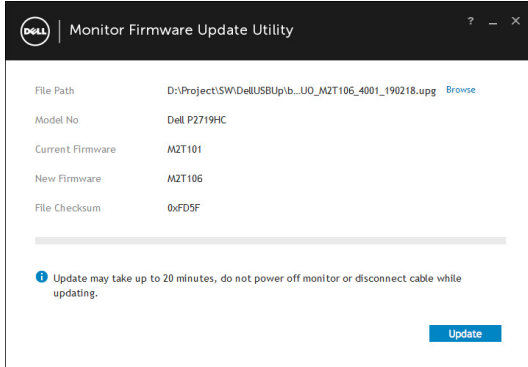 DELL Monitor Firmware Update Utility ? _ ×
File Path D:\Project\SW\DellUSBUp\b...UO_M2T106_4001_190218.upg Browse
Model No Dell P2719HC
Current Firmware M2T101
New Firmware M2T106
File Checksum 0xFD5F
i Update may take up to 20 minutes, do not power off monitor or disconnect cable while
updating.
Update